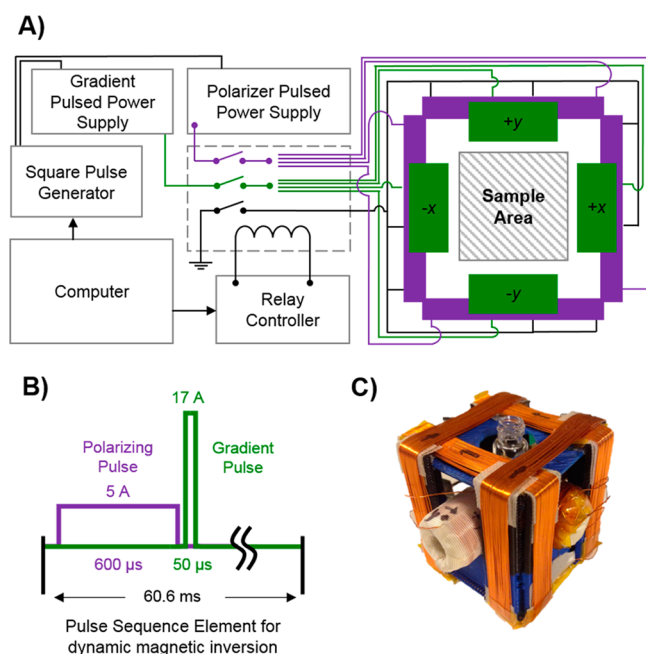 A)
Gradient
Pulsed Power
Supply
Polarizer Pulsed
Power Supply
Square Pulse
Generator
Computer
Relay
Controller
+y
-x
Sample
Area
+x
-y
B)
17 A
Polarizing
Pulse
Gradient
Pulse
5 A
600 µs
50 µs
60.6 ms
Pulse Sequence Element for
dynamic magnetic inversion
C)